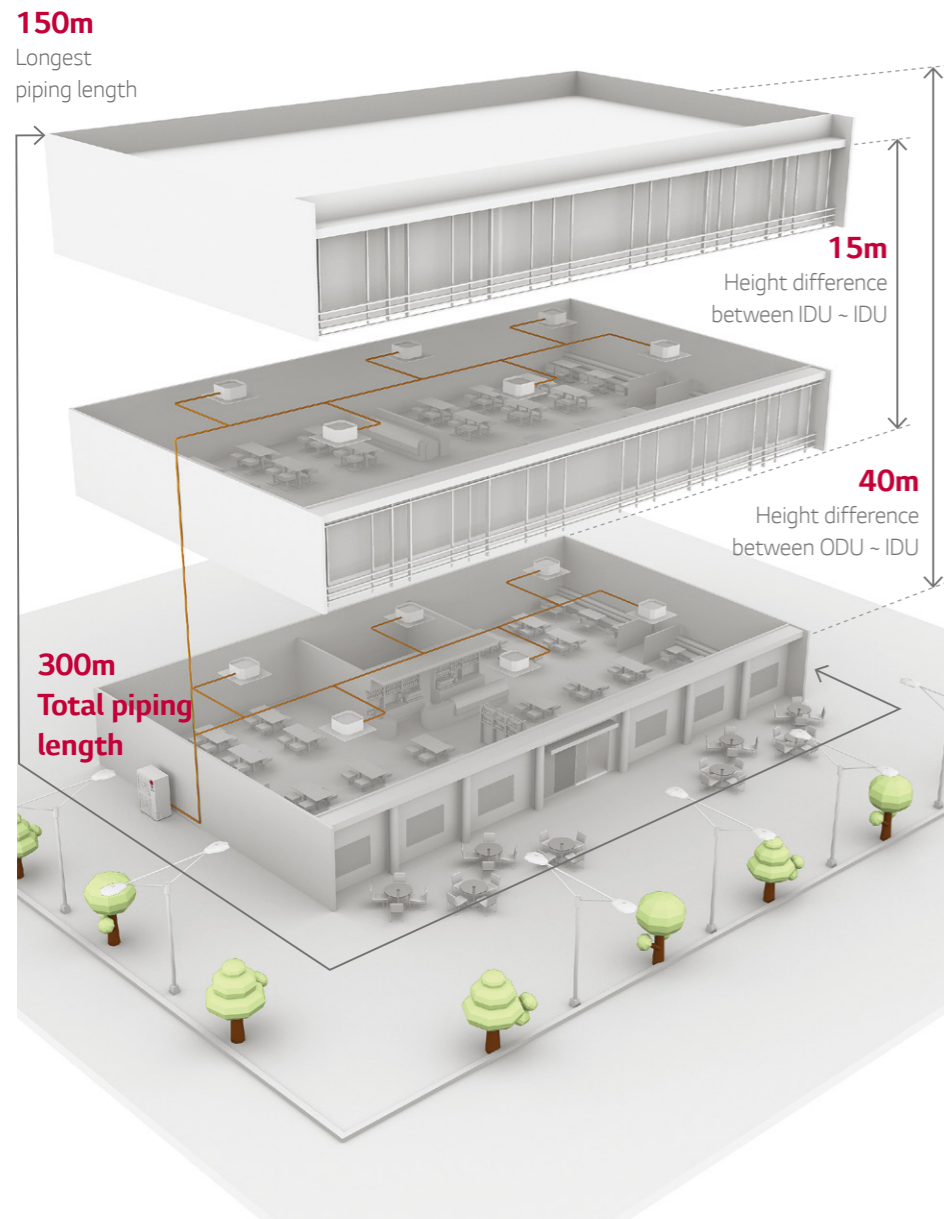 150m
Longest
piping length
15m
Height difference
between IDU ~ IDU
40m
Height difference
between ODU ~ IDU
300m
Total piping
length